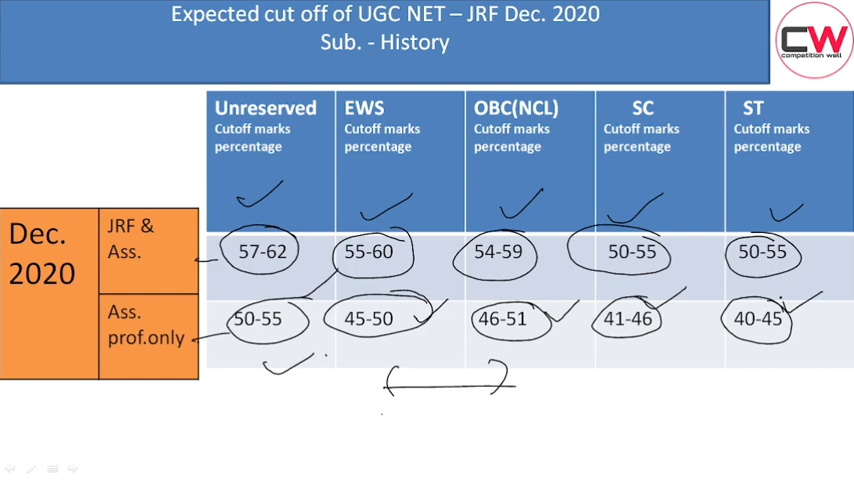 Expected cut off of UGC NET – JRF Dec. 2020
Sub. - History
CW
competition well
Unreserved
Cutoff marks
percentage
EWS
Cutoff marks
percentage
OBC(NCL)
Cutoff marks
percentage
SC
Cutoff marks
percentage
ST
Cutoff marks
percentage
Dec.
2020
JRF &
Ass.
57-62
55-60
54-59
50-55
50-55
Ass.
prof.only
50-55
45-50
46-51
41-46
40-45